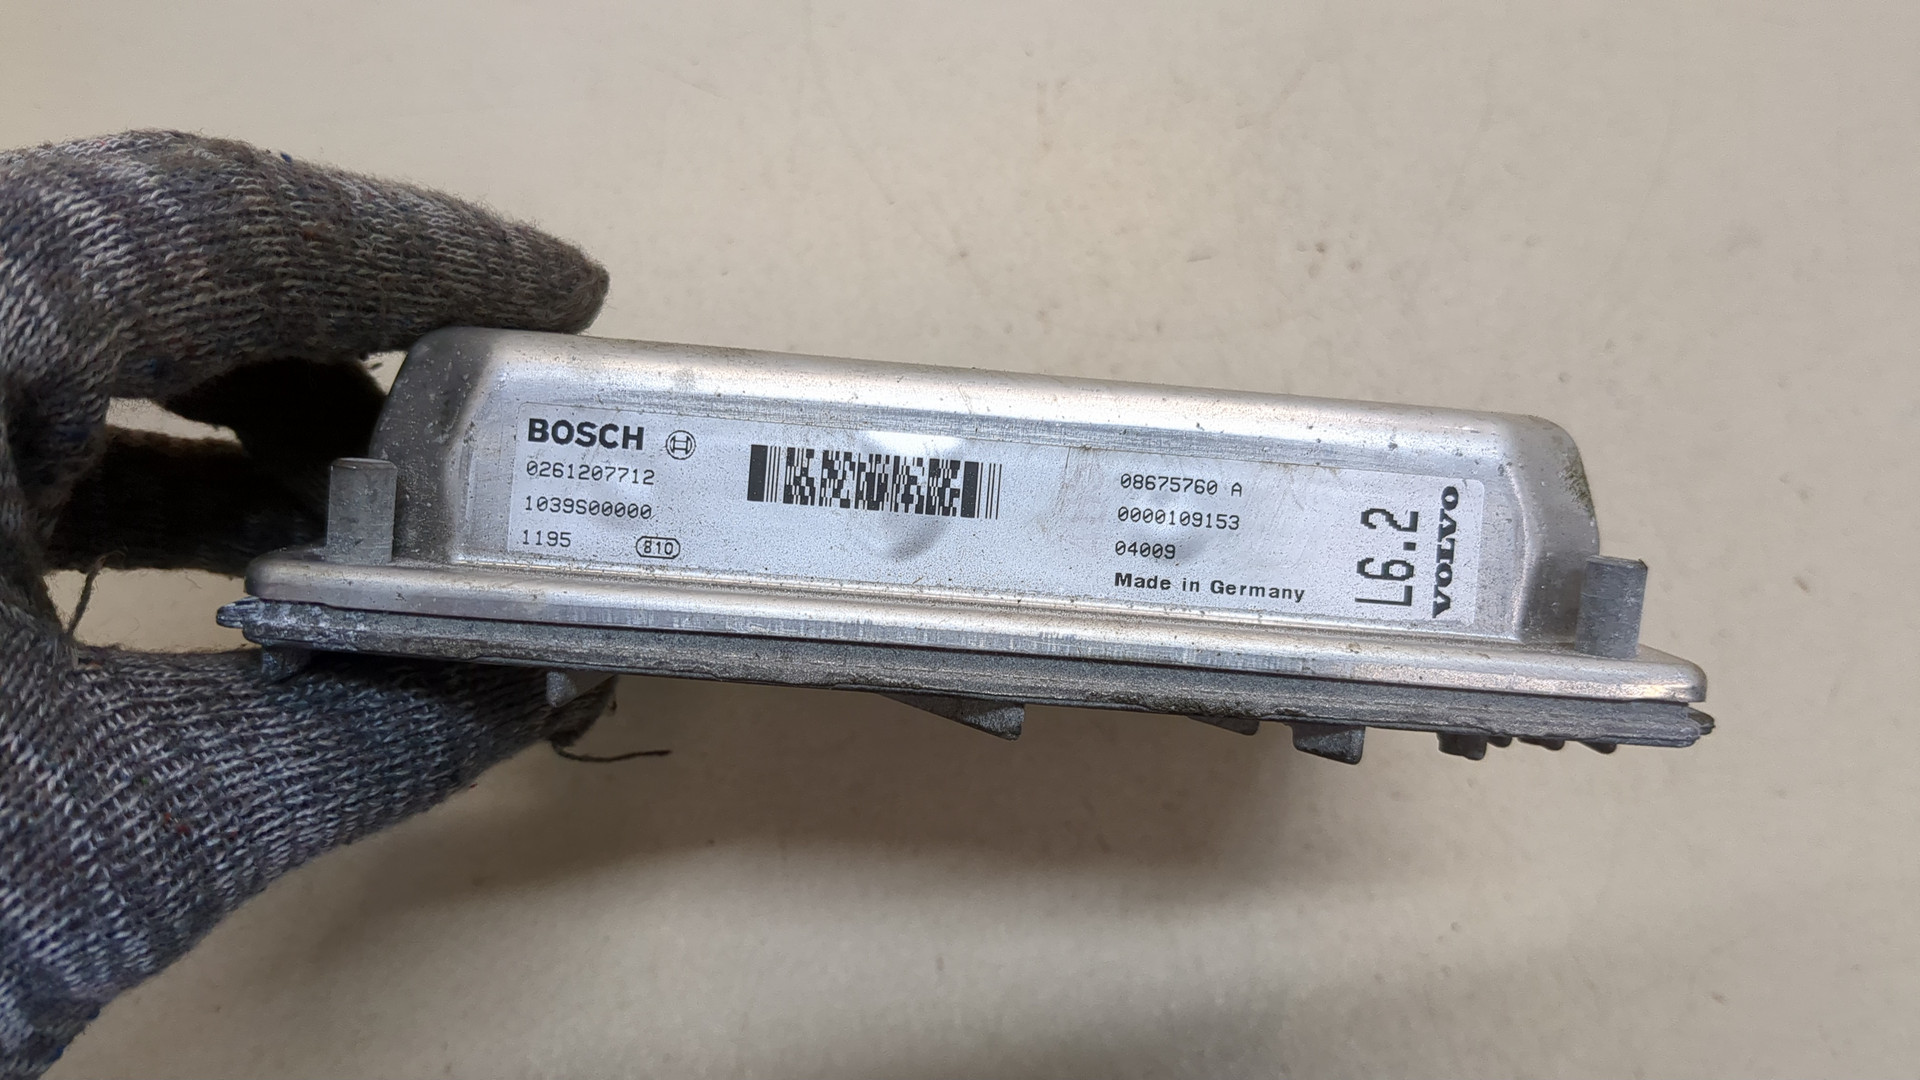 BOSCH
0261207712
1039S00000
1195
810
08675760 A
0000109153
04009
Made in Germany
L6.2
VOLVO